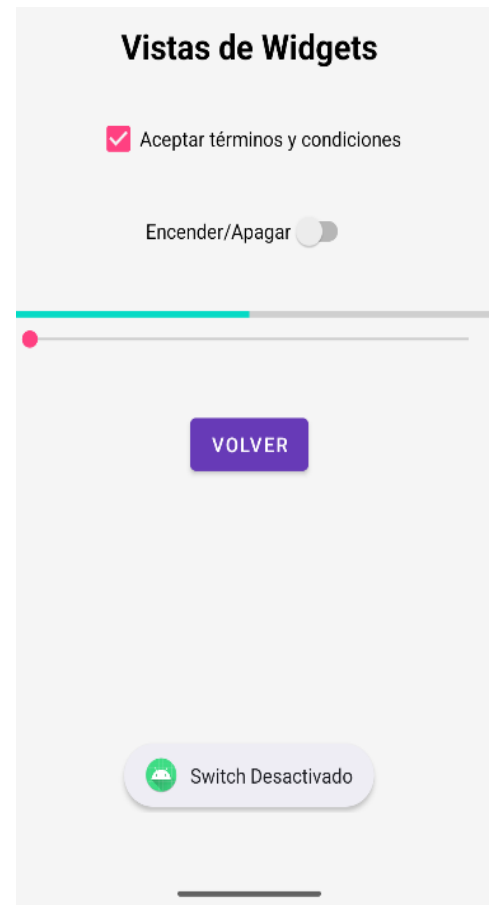 Vistas de Widgets
Aceptar términos y condiciones
Encender/Apagar
VOLVER
Switch Desactivado